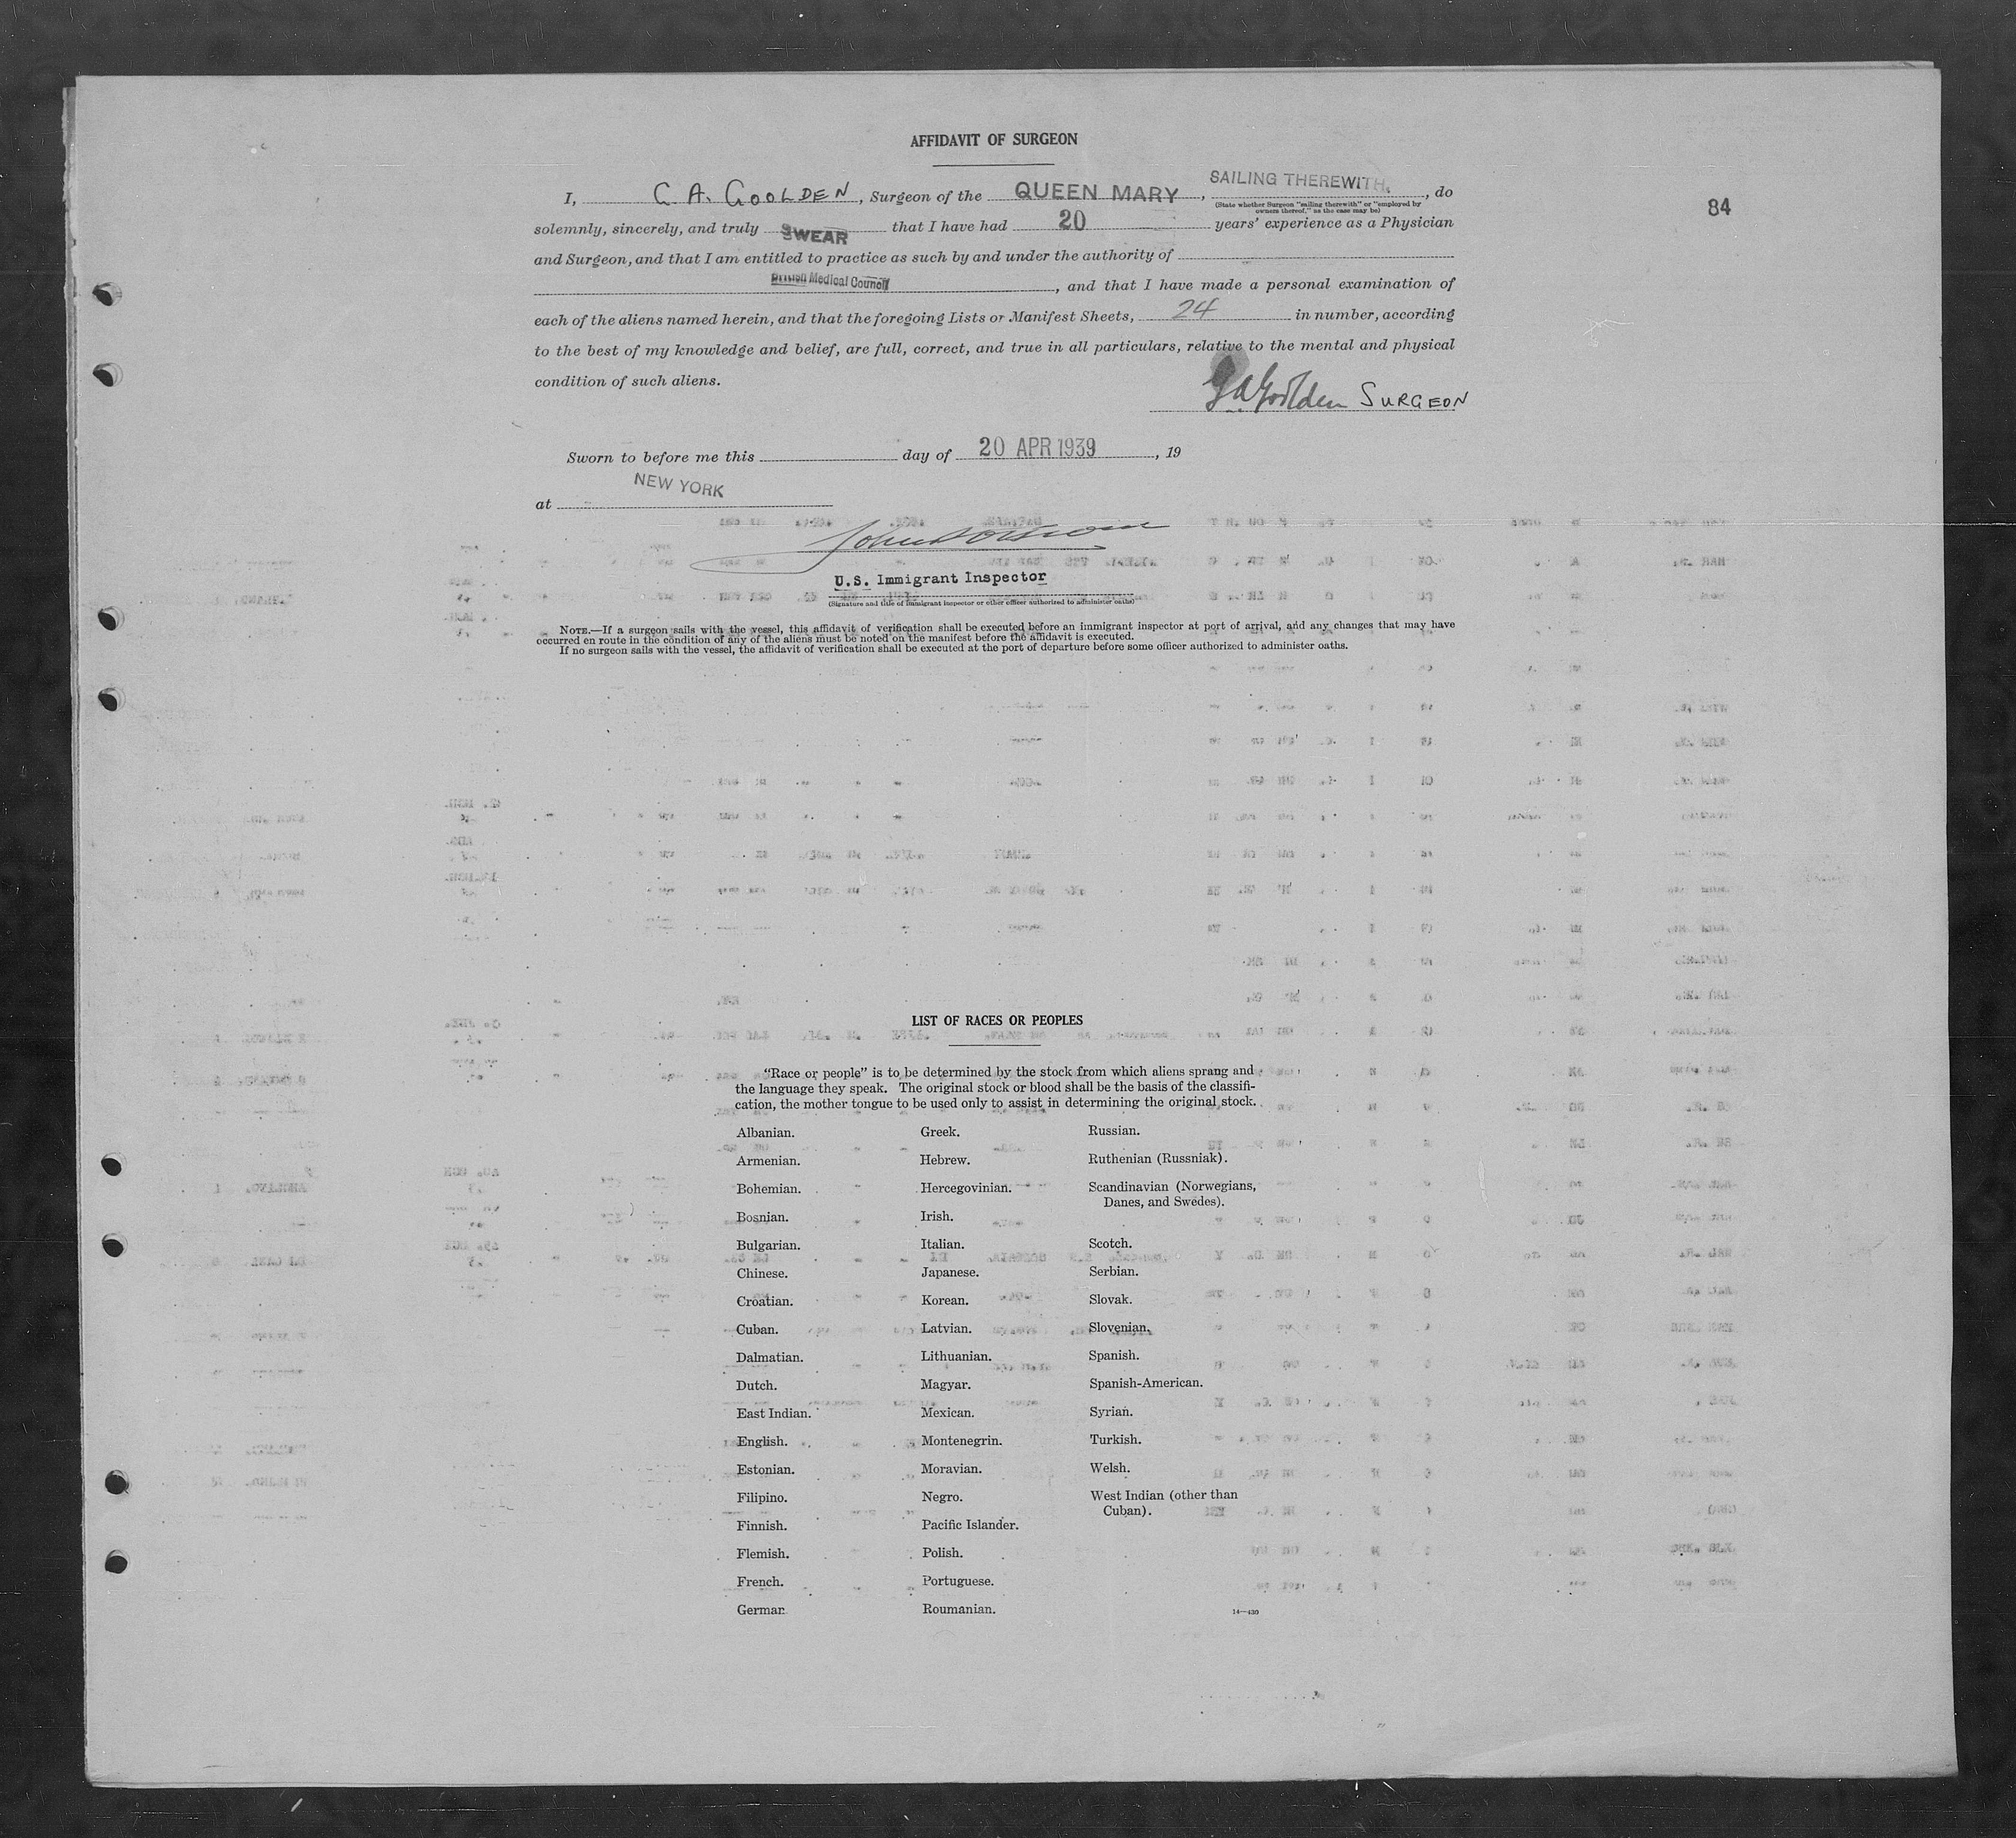 AFFIDAVIT OF SURGEON
84
I, G. A. GOOLDEN, Surgeon of the QUEEN MARY, SAILING THEREWITH, do
(State whether Surgeon "sailing therewith" or "employed by
owners thereof," as the case may be)
solemnly, sincerely, and truly SWEAR that I have had 20 years' experience as a Physician
and Surgeon, and that I am entitled to practice as such by and under the authority of
British Medical Council, and that I have made a personal examination of
each of the aliens named herein, and that the foregoing Lists or Manifest Sheets, 24 in number, according
to the best of my knowledge and belief, are full, correct, and true in all particulars, relative to the mental and physical
condition of such aliens.
G A Goolden SURGEON
Sworn to before me this day of 20 APR 1939, 19
at NEW YORK
U.S. Immigrant Inspector
(Signature and title of immigrant inspector or other officer authorized to administer oaths)
NOTE.—If a surgeon sails with the vessel, this affidavit of verification shall be executed before an immigrant inspector at port of arrival, and any changes that may have
occurred en route in the condition of any of the aliens must be noted on the manifest before the affidavit is executed.
If no surgeon sails with the vessel, the affidavit of verification shall be executed at the port of departure before some officer authorized to administer oaths.
LIST OF RACES OR PEOPLES
"Race or people" is to be determined by the stock from which aliens sprang and
the language they speak. The original stock or blood shall be the basis of the classifi-
cation, the mother tongue to be used only to assist in determining the original stock.
Albanian.
Armenian.
Bohemian.
Bosnian.
Bulgarian.
Chinese.
Croatian.
Cuban.
Dalmatian.
Dutch.
East Indian.
English.
Estonian.
Filipino.
Finnish.
Flemish.
French.
German
Greek.
Hebrew.
Hercegovinian.
Irish.
Italian.
Japanese.
Korean.
Latvian.
Lithuanian.
Magyar.
Mexican.
Montenegrin.
Moravian.
Negro.
Pacific Islander.
Polish.
Portuguese.
Roumanian.
Russian.
Ruthenian (Russniak).
Scandinavian (Norwegians,
Danes, and Swedes).
Scotch.
Serbian.
Slovak.
Slovenian.
Spanish.
Spanish-American.
Syrian.
Turkish.
Welsh.
West Indian (other than
Cuban).
14—430